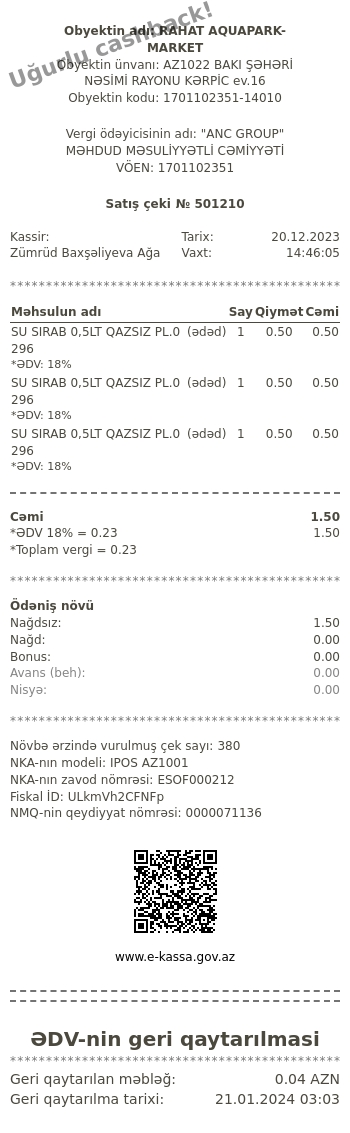 Uğurlu cashback!
Obyektin adı: RAHAT AQUAPARK-
MARKET
Obyektin ünvanı: AZ1022 BAKI ŞƏHƏRİ
NƏSİMİ RAYONU KƏRPİC ev.16
Obyektin kodu: 1701102351-14010
Vergi ödəyicisinin adı: "ANC GROUP"
MƏHDUD MƏSULİYYƏTLİ CƏMİYYƏTİ
VÖEN: 1701102351
Satış çeki № 501210
Kassir: Tarix: 20.12.2023
Zümrüd Baxşəliyeva Ağa Vaxt: 14:46:05
************************************************
Məhsulun adı Say Qiymət Cəmi
SU SIRAB 0,5LT QAZSIZ PL.0 (ədəd) 1 0.50 0.50
296
*ƏDV: 18%
SU SIRAB 0,5LT QAZSIZ PL.0 (ədəd) 1 0.50 0.50
296
*ƏDV: 18%
SU SIRAB 0,5LT QAZSIZ PL.0 (ədəd) 1 0.50 0.50
296
*ƏDV: 18%
Cəmi 1.50
*ƏDV 18% = 0.23 1.50
*Toplam vergi = 0.23
************************************************
Ödəniş növü
Nağdsız: 1.50
Nağd: 0.00
Bonus: 0.00
Avans (beh): 0.00
Nisyə: 0.00
************************************************
Növbə ərzində vurulmuş çek sayı: 380
NKA-nın modeli: IPOS AZ1001
NKA-nın zavod nömrəsi: ESOF000212
Fiskal İD: ULkmVh2CFNFp
NMQ-nin qeydiyyat nömrəsi: 0000071136
www.e-kassa.gov.az
ƏDV-nin geri qaytarılması
************************************************
Geri qaytarılan məbləğ: 0.04 AZN
Geri qaytarılma tarixi: 21.01.2024 03:03